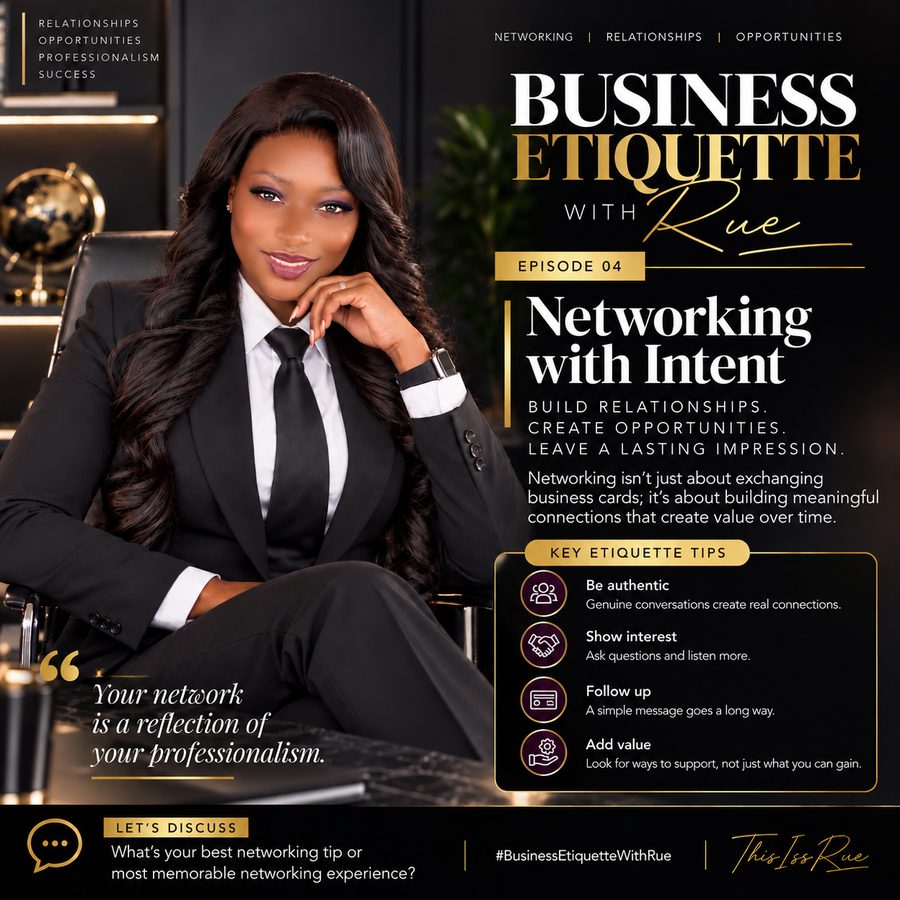 RELATIONSHIPS
OPPORTUNITIES
PROFESSIONALISM
SUCCESS
NETWORKING | RELATIONSHIPS | OPPORTUNITIES
BUSINESS
ETIQUETTE
WITH Rue
EPISODE 04
Networking
with Intent
BUILD RELATIONSHIPS.
CREATE OPPORTUNITIES.
LEAVE A LASTING IMPRESSION.
Networking isn't just about exchanging
business cards; it's about building meaningful
connections that create value over time.
KEY ETIQUETTE TIPS
Be authentic
Genuine conversations create real connections.
Show interest
Ask questions and listen more.
Follow up
A simple message goes a long way.
Add value
Look for ways to support, not just what you can gain.
“Your network
is a reflection of
your professionalism.
LET'S DISCUSS
What's your best networking tip or
most memorable networking experience?
#BusinessEtiquetteWithRue
ThisIssRue